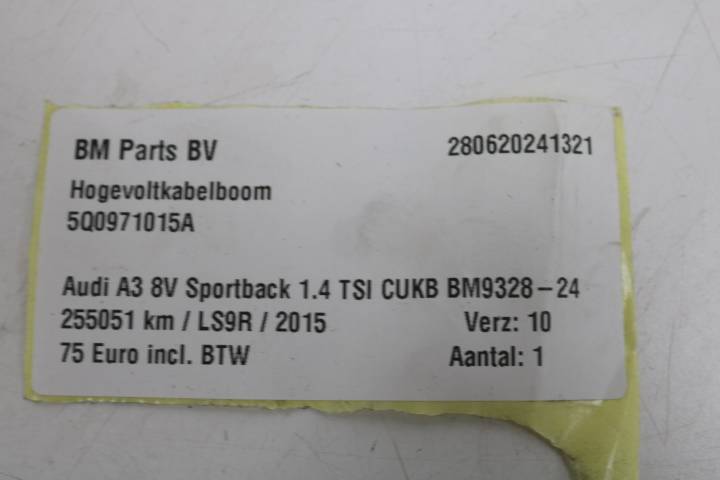 BM Parts BV 280620241321
Hogevoltkabelboom
5Q0971015A
Audi A3 8V Sportback 1.4 TSI CUKB BM9328-24
255051 km / LS9R / 2015 Verz: 10
75 Euro incl. BTW Aantal: 1